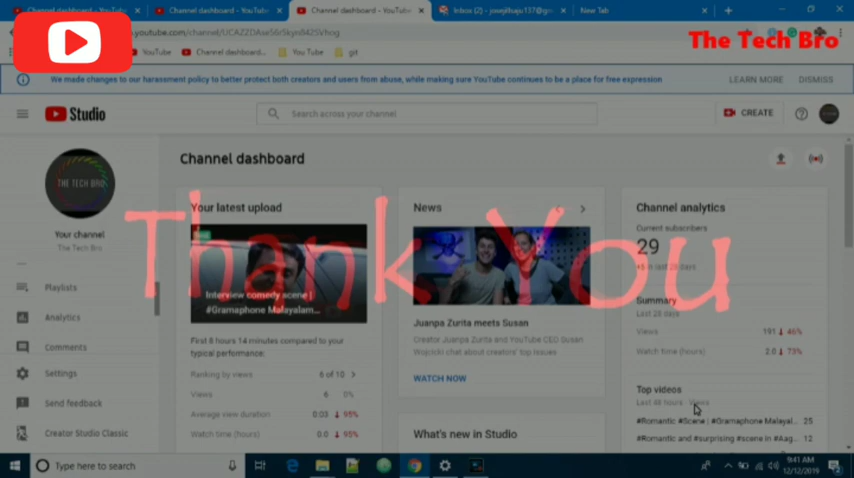 Channel dashboard - YouTub
Channel dashboard - YouTube
Channel dashboard - YouTube
Inbox (2) -
New Tab
YouTube
Channel dashboard...
You Tube
git
The Tech Bro
We made changes to our harassment policy to better protect both creators and users from abuse, while making sure YouTube continues to be a place for free expression
LEARN MORE
DISMISS
Studio
Search across your channel
CREATE
THE TECH BRO
Your channel
The Tech Bro
Playlists
Analytics
Comments
Settings
Send feedback
Creator Studio Classic
Channel dashboard
Thank You
Your latest upload
Interview comedy scene |
#Gramaphone Malayalam...
First 8 hours 14 minutes compared to your
typical performance:
Ranking by views
6 of 10
Views
6
0%
Average view duration
0:03
95%
Watch time (hours)
0.0
95%
News
Juanpa Zurita meets Susan
Creator Juanpa Zurita and YouTube CEO Susan
Wojcicki chat about creators' top issues
WATCH NOW
What's new in Studio
Channel analytics
Current subscribers
29
+5 in last 28 days
Summary
Last 28 days
Views
191
46%
Watch time (hours)
2.0
73%
Top videos
Last 48 hours · Views
#Romantic #Scene | #Gramaphone Malayal...
25
#Romantic and #surprising #scene in #Aag...
12
Type here to search
9:41 AM
12/12/2019